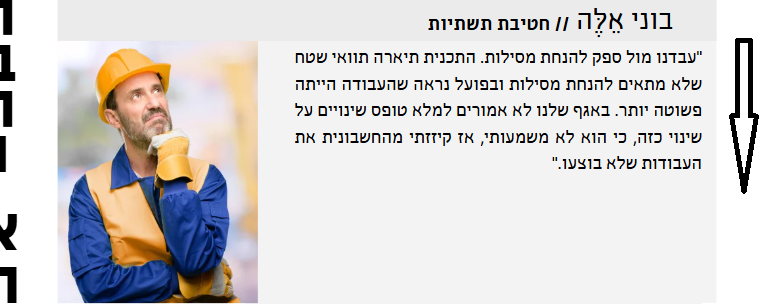 בוני אֵלֶּה // חטיבת תשתיות
"עבדנו מול ספק להנחת מסילות. התכנית תיארה תוואי שטח
שלא מתאים להנחת מסילות ובפועל נראה שהעבודה הייתה
פשוטה יותר. באגף שלנו לא אמורים למלא טופס שינויים על
שינוי כזה, כי הוא לא משמעותי, אז קיזזתי מהחשבונית את
העבודות שלא בוצעו."